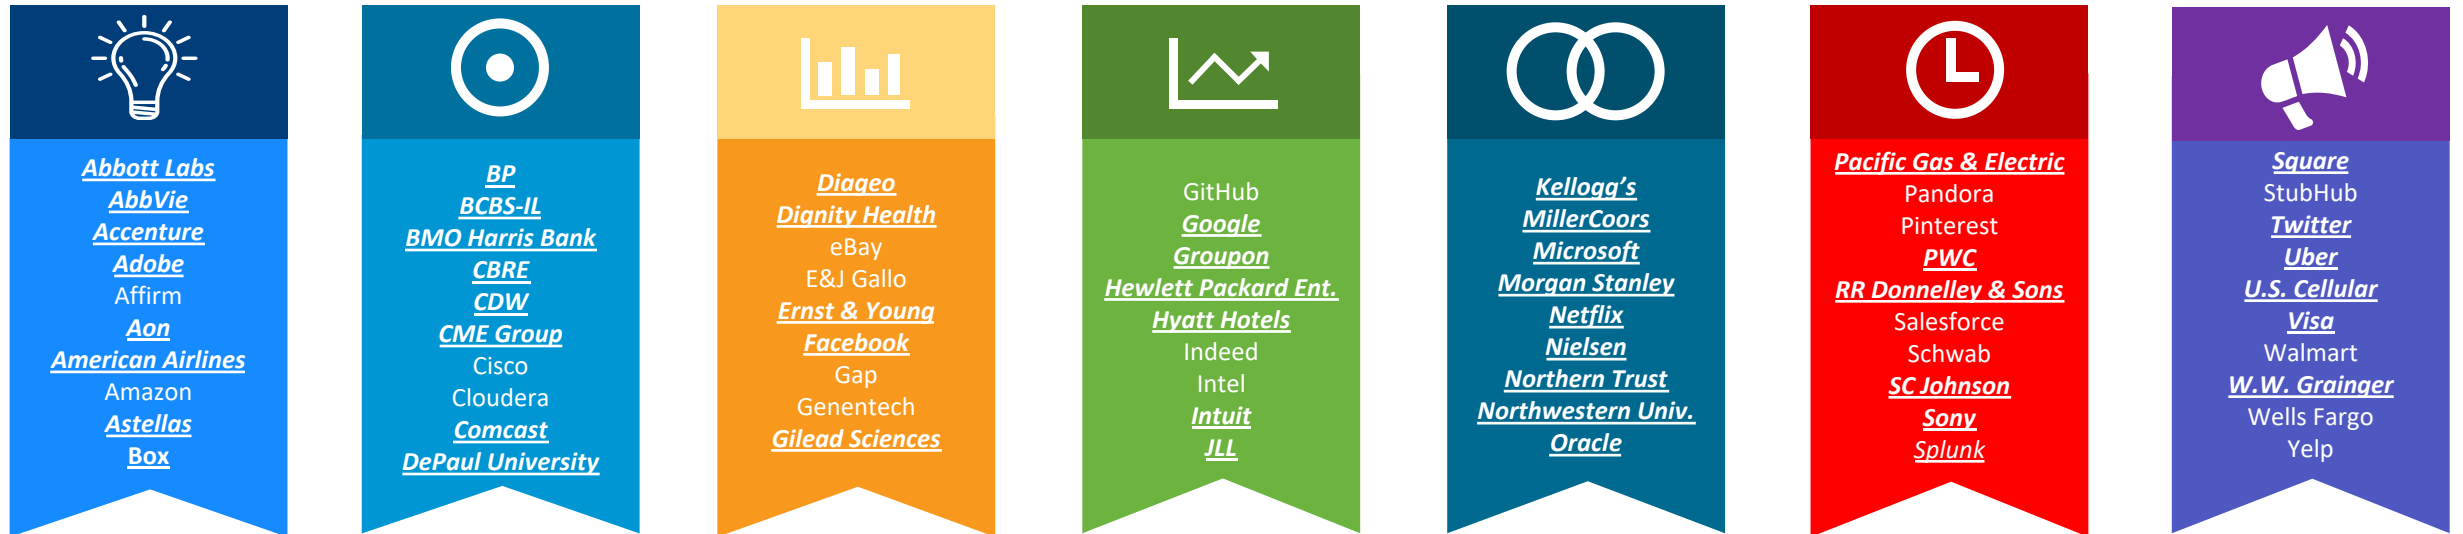 Abbott Labs
AbbVie
Accenture
Adobe
Affirm
Aon
American Airlines
Amazon
Astellas
Box
BP
BCBS-IL
BMO Harris Bank
CBRE
CDW
CME Group
Cisco
Cloudera
Comcast
DePaul University
Diageo
Dignity Health
eBay
E&J Gallo
Ernst & Young
Facebook
Gap
Genentech
Gilead Sciences
GitHub
Google
Groupon
Hewlett Packard Ent.
Hyatt Hotels
Indeed
Intel
Intuit
JLL
Kellogg's
MillerCoors
Microsoft
Morgan Stanley
Netflix
Nielsen
Northern Trust
Northwestern Univ.
Oracle
Pacific Gas & Electric
Pandora
Pinterest
PWC
RR Donnelley & Sons
Salesforce
Schwab
SC Johnson
Sony
Splunk
Square
StubHub
Twitter
Uber
U.S. Cellular
Visa
Walmart
W.W. Grainger
Wells Fargo
Yelp